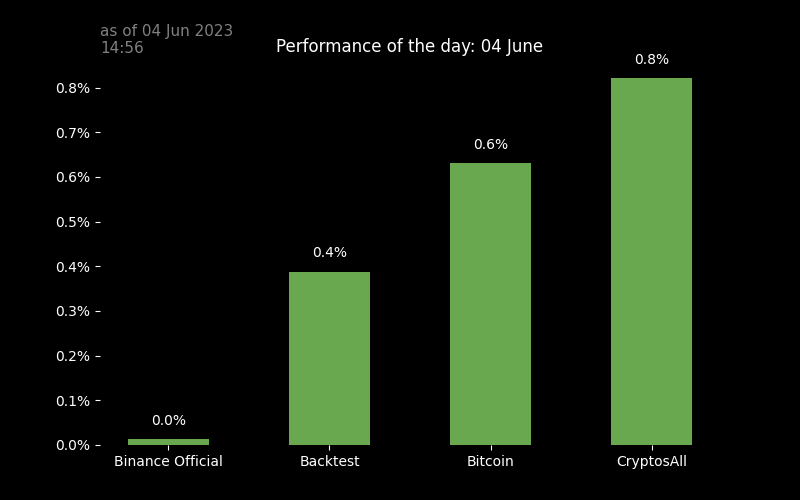 as of 04 Jun 2023
14:56
Performance of the day: 04 June
0.8%
0.7%
0.6%
0.5%
0.4%
0.3%
0.2%
0.1%
0.0%
0.0%
0.4%
0.6%
0.8%
Binance Official
Backtest
Bitcoin
CryptosAll